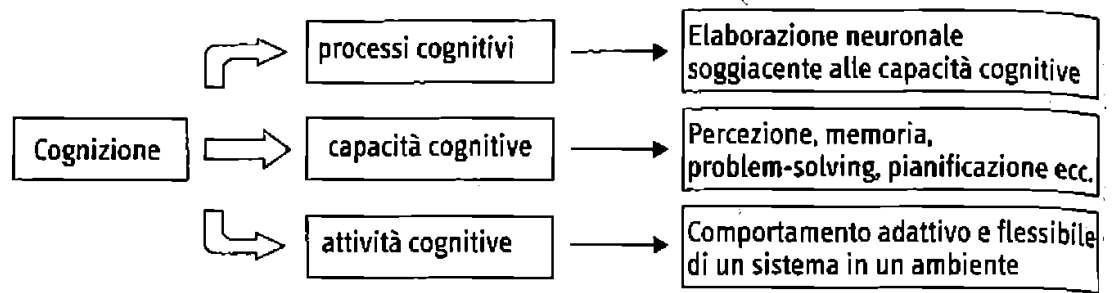 processi cognitivi
Elaborazione neuronale
soggiacente alle capacità cognitive
Cognizione
capacità cognitive
Percezione, memoria,
problem-solving, pianificazione ecc.
attività cognitive
Comportamento adattivo e flessibile
di un sistema in un ambiente